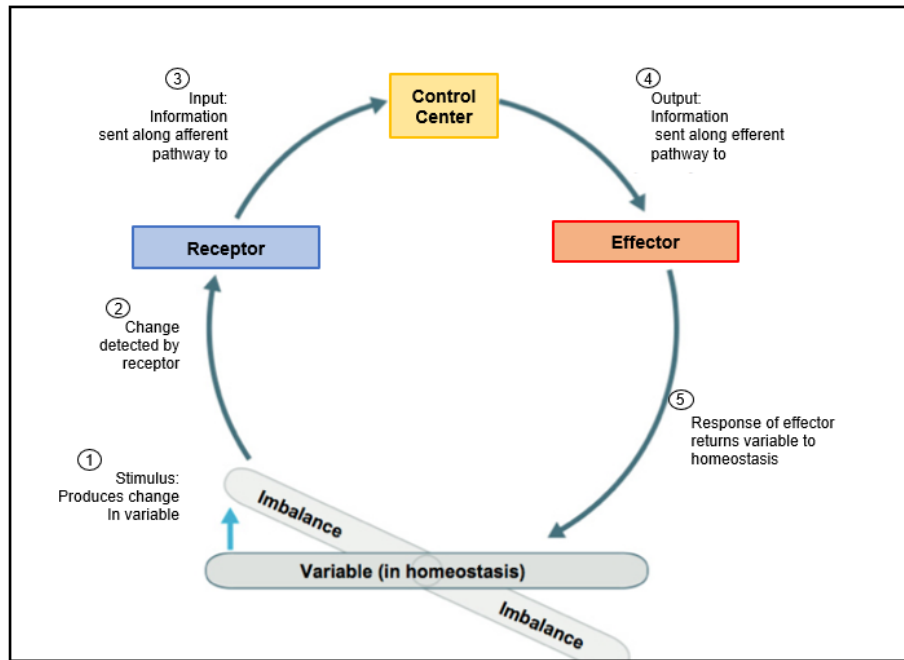 3
Input:
Information
sent along afferent
pathway to
Control
Center
4
Output:
Information
sent along efferent
pathway to
Receptor
Effector
2
Change
detected by
receptor
5
Response of effector
returns variable to
homeostasis
1
Stimulus:
Produces change
In variable
Imbalance
Variable (in homeostasis)
Imbalance